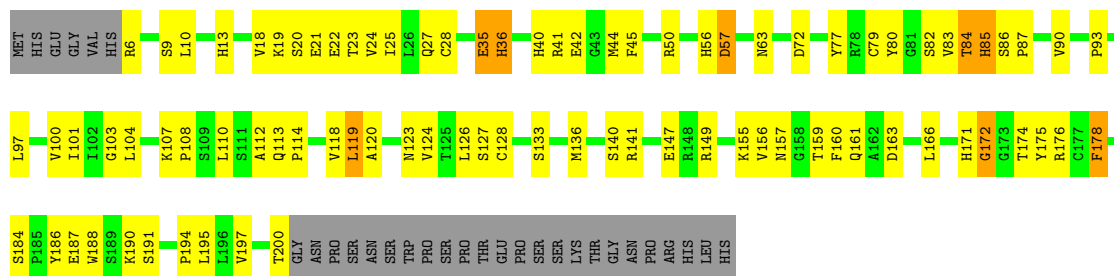 MET HIS GLU GLY VAL HIS R6 S9 L10 H13 V18 K19 S20 E21 E22 T23 V24 I25 L26 Q27 C28 E35 H36 H40 R41 E42 G43 M44 F45 R50 H56 D57 N63 D72 Y77 R78 C79 Y80 G81 S82 V83 T84 H85 S86 P87 V90 P93
L97 V100 I101 I102 G103 L104 K107 P108 S109 L110 S111 A112 Q113 P114 V118 L119 A120 N123 V124 T125 L126 S127 C128 S133 M136 S140 R141 E147 R148 R149 K155 V156 N157 G158 T159 F160 Q161 A162 D163 L166 H171 G172 G173 T174 Y175 R176 C177 F178
S184 P185 Y186 E187 W188 S189 K190 S191 P194 L195 L196 V197 T200 GLY ASN PRO SER ASN SER TRP PRO SER PRO THR GLU PRO SER SER LYS THR GLY ASN PRO ARG HIS LEU HIS